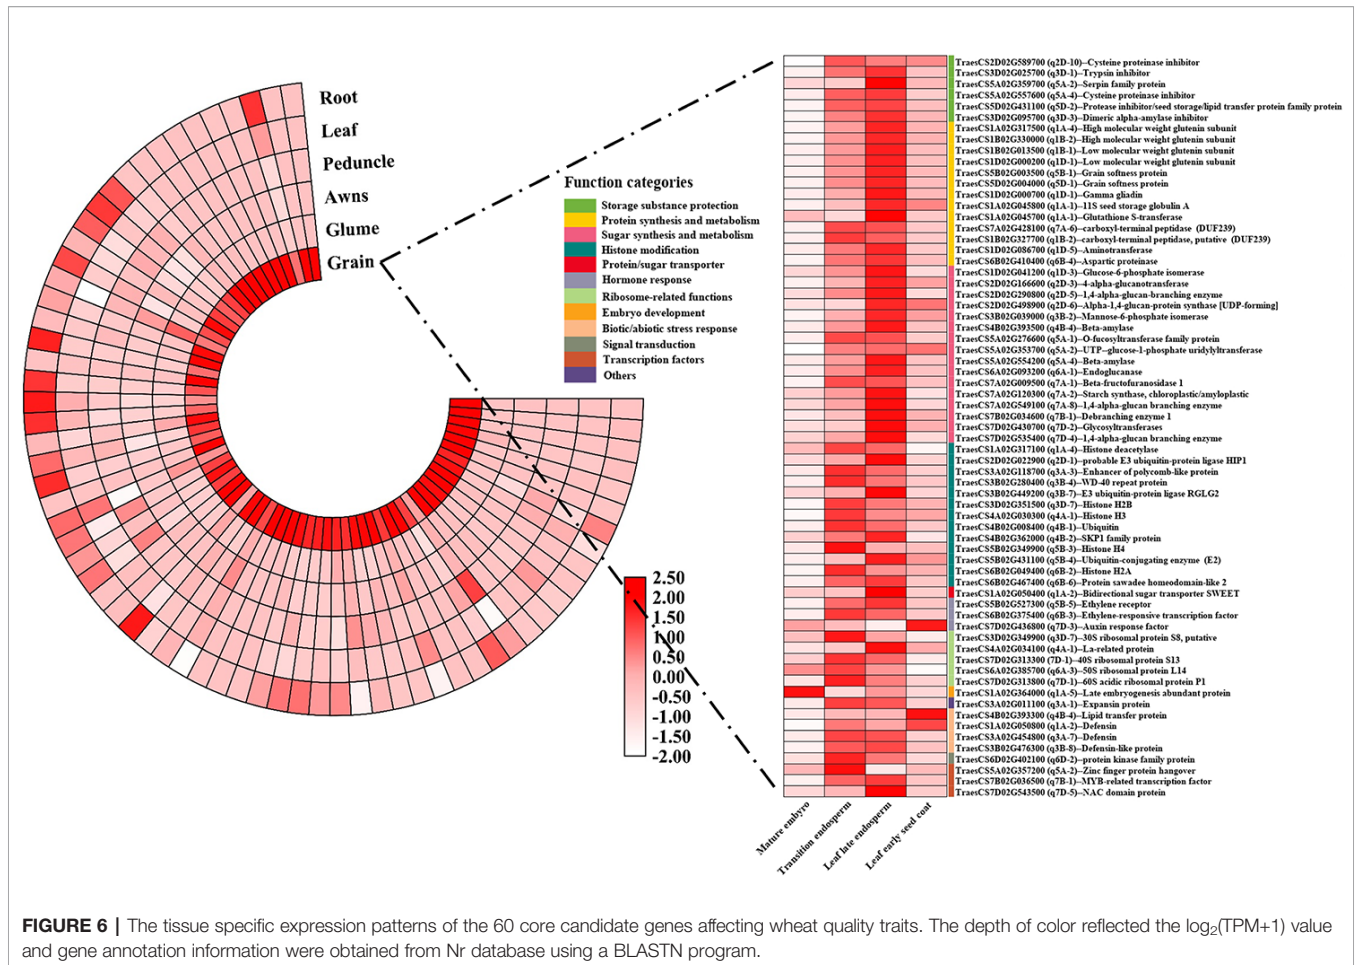 Root
Leaf
Peduncle
Awns
Glume
Grain
Function categories
Storage substance protection
Protein synthesis and metabolism
Sugar synthesis and metabolism
Histone modification
Protein/sugar transporter
Hormone response
Ribosome-related functions
Embryo development
Biotic/abiotic stress response
Signal transduction
Transcription factors
Others
2.50
2.00
1.50
1.00
0.50
0.00
-0.50
-1.00
-1.50
-2.00
TraesCS2D02G589700 (q2D-10)--Cysteine proteinase inhibitor
TraesCS3D02G025700 (q3D-1)--Trypsin inhibitor
TraesCS5A02G359700 (q5A-2)--Serpin family protein
TraesCS5A02G557600 (q5A-4)--Cysteine proteinase inhibitor
TraesCS5D02G431100 (q5D-2)--Protease inhibitor/seed storage/lipid transfer protein family protein
TraesCS3D02G095700 (q3D-3)--Dimeric alpha-amylase inhibitor
TraesCS1A02G317500 (q1A-4)--High molecular weight glutenin subunit
TraesCS1B02G330000 (q1B-2)--High molecular weight glutenin subunit
TraesCS1B02G013500 (q1B-1)--Low molecular weight glutenin subunit
TraesCS1D02G000200 (q1D-1)--Low molecular weight glutenin subunit
TraesCS5B02G003500 (q5B-1)--Grain softness protein
TraesCS5D02G004000 (q5D-1)--Grain softness protein
TraesCS1D02G000700 (q1D-1)--Gamma gliadin
TraesCS1A02G045800 (q1A-1)--11S seed storage globulin A
TraesCS1A02G045700 (q1A-1)--Glutathione S-transferase
TraesCS7A02G428100 (q7A-6)--carboxyl-terminal peptidase (DUF239)
TraesCS1B02G327700 (q1B-2)--carboxyl-terminal peptidase, putative (DUF239)
TraesCS1D02G086700 (q1D-5)--Aminotransferase
TraesCS6B02G410400 (q6B-4)--Aspartic proteinase
TraesCS1D02G041200 (q1D-3)--Glucose-6-phosphate isomerase
TraesCS2D02G166600 (q2D-3)--4-alpha-glucanotransferase
TraesCS2D02G290800 (q2D-5)--1,4-alpha-glucan-branching enzyme
TraesCS2D02G498900 (q2D-6)--Alpha-1,4-glucan-protein synthase [UDP-forming]
TraesCS3B02G039000 (q3B-2)--Mannose-6-phosphate isomerase
TraesCS4B02G393500 (q4B-4)--Beta-amylase
TraesCS5A02G276600 (q5A-1)--O-fucosyltransferase family protein
TraesCS5A02G353700 (q5A-2)--UTP--glucose-1-phosphate uridylyltransferase
TraesCS5A02G554200 (q5A-4)--Beta-amylase
TraesCS6A02G093200 (q6A-1)--Endoglucanase
TraesCS7A02G009500 (q7A-1)--Beta-fructofuranosidase 1
TraesCS7A02G120300 (q7A-2)--Starch synthase, chloroplastic/amyloplastic
TraesCS7A02G549100 (q7A-8)--1,4-alpha-glucan branching enzyme
TraesCS7B02G034600 (q7B-1)--Debranching enzyme 1
TraesCS7D02G430700 (q7D-2)--Glycosyltransferases
TraesCS7D02G535400 (q7D-4)--1,4-alpha-glucan branching enzyme
TraesCS1A02G317100 (q1A-4)--Histone deacetylase
TraesCS2D02G022900 (q2D-1)--probable E3 ubiquitin-protein ligase HIP1
TraesCS3A02G118700 (q3A-3)--Enhancer of polycomb-like protein
TraesCS3B02G280400 (q3B-4)--WD-40 repeat protein
TraesCS3B02G449200 (q3B-7)--E3 ubiquitin-protein ligase RGLG2
TraesCS3D02G351500 (q3D-7)--Histone H2B
TraesCS4A02G030300 (q4A-1)--Histone H3
TraesCS4B02G008400 (q4B-1)--Ubiquitin
TraesCS4B02G362000 (q4B-2)--SKP1 family protein
TraesCS5B02G349900 (q5B-3)--Histone H4
TraesCS5B02G431100 (q5B-4)--Ubiquitin-conjugating enzyme (E2)
TraesCS6B02G049400 (q6B-2)--Histone H2A
TraesCS6B02G467400 (q6B-6)--Protein sawadee homeodomain-like 2
TraesCS1A02G050400 (q1A-2)--Bidirectional sugar transporter SWEET
TraesCS5B02G527300 (q5B-5)--Ethylene receptor
TraesCS6B02G375400 (q6B-3)--Ethylene-responsive transcription factor
TraesCS7D02G436800 (q7D-3)--Auxin response factor
TraesCS3D02G349900 (q3D-7)--30S ribosomal protein S8, putative
TraesCS4A02G034100 (q4A-1)--La-related protein
TraesCS7D02G313300 (7D-1)--40S ribosomal protein S13
TraesCS6A02G385700 (q6A-3)--50S ribosomal protein L14
TraesCS7D02G313800 (q7D-1)--60S acidic ribosomal protein P1
TraesCS1A02G364000 (q1A-5)--Late embryogenesis abundant protein
TraesCS3A02G011100 (q3A-1)--Expansin protein
TraesCS4B02G393300 (q4B-4)--Lipid transfer protein
TraesCS1A02G050800 (q1A-2)--Defensin
TraesCS3A02G454800 (q3A-7)--Defensin
TraesCS3B02G476300 (q3B-8)--Defensin-like protein
TraesCS6D02G402100 (q6D-2)--protein kinase family protein
TraesCS5A02G357200 (q5A-2)--Zinc finger protein hangover
TraesCS7B02G036500 (q7B-1)--MYB-related transcription factor
TraesCS7D02G543500 (q7D-5)--NAC domain protein
Mature embyro
Transition endosperm
Leaf late endosperm
Leaf early seed coat
FIGURE 6 | The tissue specific expression patterns of the 60 core candidate genes affecting wheat quality traits. The depth of color reflected the log2(TPM+1) value
and gene annotation information were obtained from Nr database using a BLASTN program.